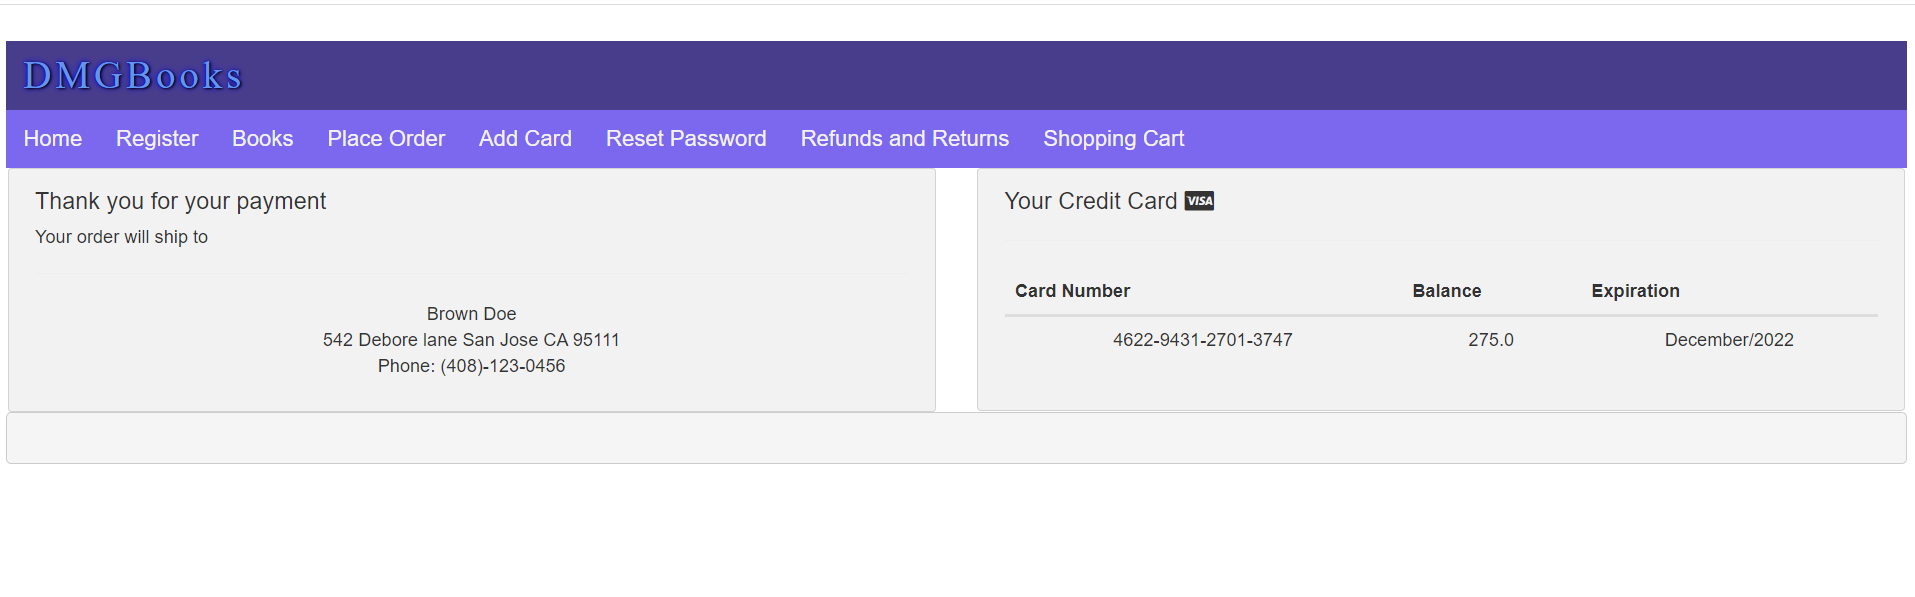 DMGBooks
Home Register Books Place Order Add Card Reset Password Refunds and Returns Shopping Cart
Thank you for your payment
Your order will ship to
Brown Doe
542 Debore lane San Jose CA 95111
Phone: (408)-123-0456
Your Credit Card VISA
Card Number Balance Expiration
4622-9431-2701-3747 275.0 December/2022